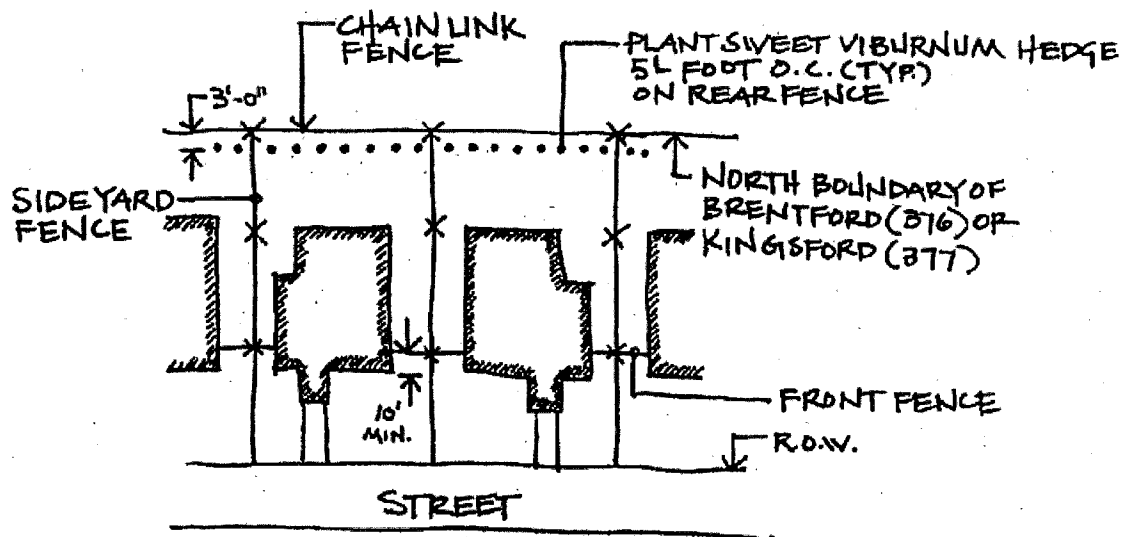 CHAIN LINK
FENCE
PLANT SWEET VIBURNUM HEDGE
5L FOOT O.C. (TYP.)
ON REAR FENCE
3'-0"
SIDEYARD
FENCE
NORTH BOUNDARY OF
BRENTFORD (376) OR
KINGSFORD (377)
10'
MIN.
FRONT FENCE
R.O.W.
STREET